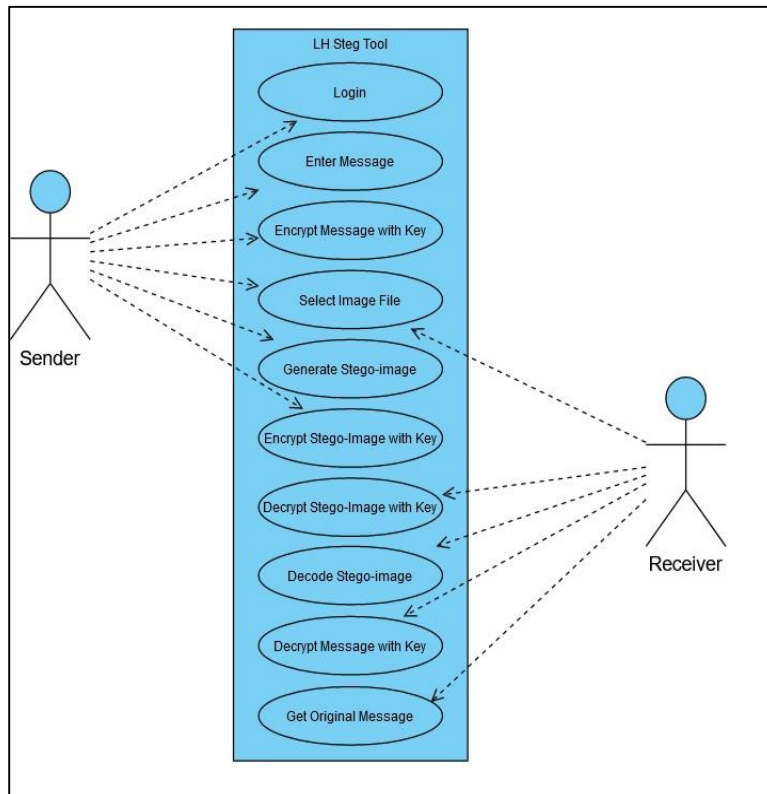 LH Steg Tool
Login
Enter Message
Encrypt Message with Key
Select Image File
Sender
Generate Stego-image
Encrypt Stego-Image with Key
Decrypt Stego-Image with Key
Receiver
Decode Stego-image
Decrypt Message with Key
Get Original Message